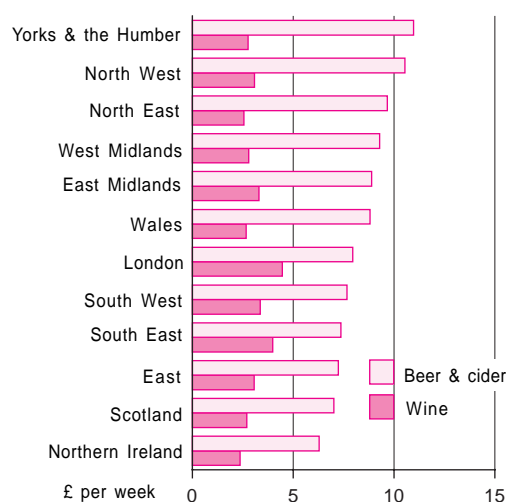 Yorks & the Humber
North West
North East
West Midlands
East Midlands
Wales
London
South West
South East
East
Scotland
Northern Ireland
Beer & cider
Wine
£ per week
0 5 10 15